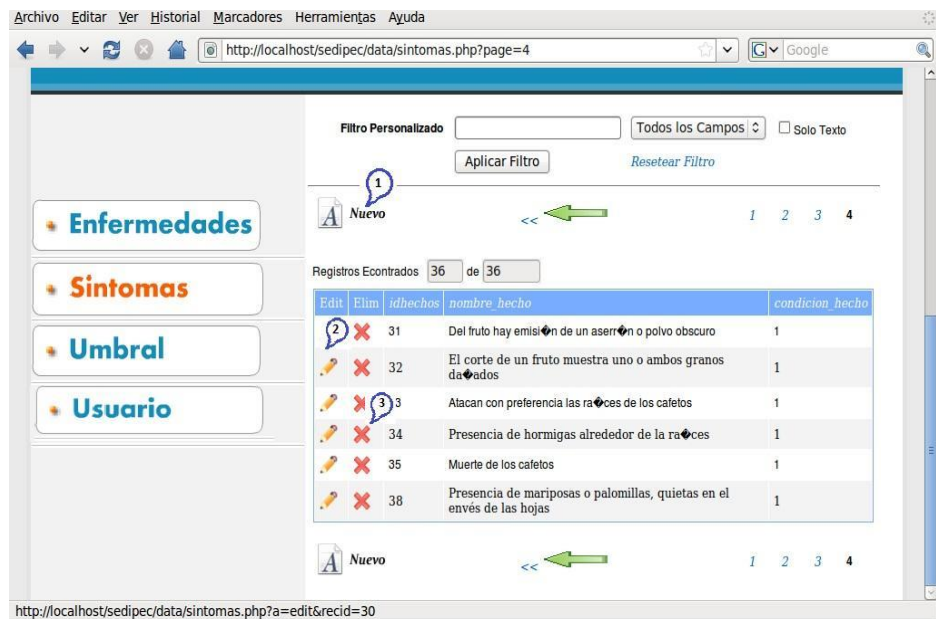 Archivo Editar Ver Historial Marcadores Herramientas Ayuda
http://localhost/sedipec/data/sintomas.php?page=4
Google
Filtro Personalizado Todos los Campos Solo Texto
Aplicar Filtro Resetear Filtro
1
Nuevo << 1 2 3 4
Enfermedades
Sintomas
Umbral
Usuario
Registros Econtrados 36 de 36
Edit Elim idhechos nombre_hecho condicion_hecho
2 31 Del fruto hay emisi�n de un aserr�n o polvo obscuro 1
32 El corte de un fruto muestra uno o ambos granos
da�ados 1
3 3 Atacan con preferencia las ra�ces de los cafetos 1
34 Presencia de hormigas alrededor de la ra�ces 1
35 Muerte de los cafetos 1
38 Presencia de mariposas o palomillas, quietas en el
envés de las hojas 1
Nuevo << 1 2 3 4
http://localhost/sedipec/data/sintomas.php?a=edit&recid=30